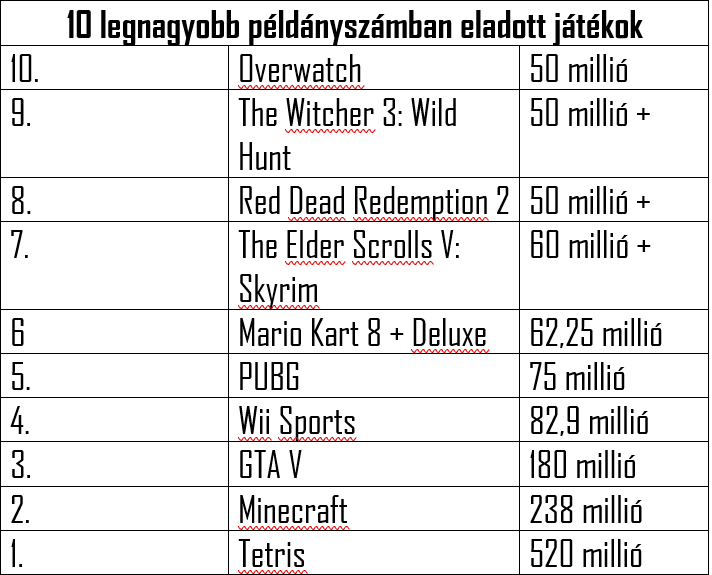 10 legnagyobb példányszámban eladott játékok
10. Overwatch 50 millió
9. The Witcher 3: Wild 50 millió +
Hunt
8. Red Dead Redemption 2 50 millió +
7. The Elder Scrolls V: 60 millió +
Skyrim
6 Mario Kart 8 + Deluxe 62,25 millió
5. PUBG 75 millió
4. Wii Sports 82,9 millió
3. GTA V 180 millió
2. Minecraft 238 millió
1. Tetris 520 millió